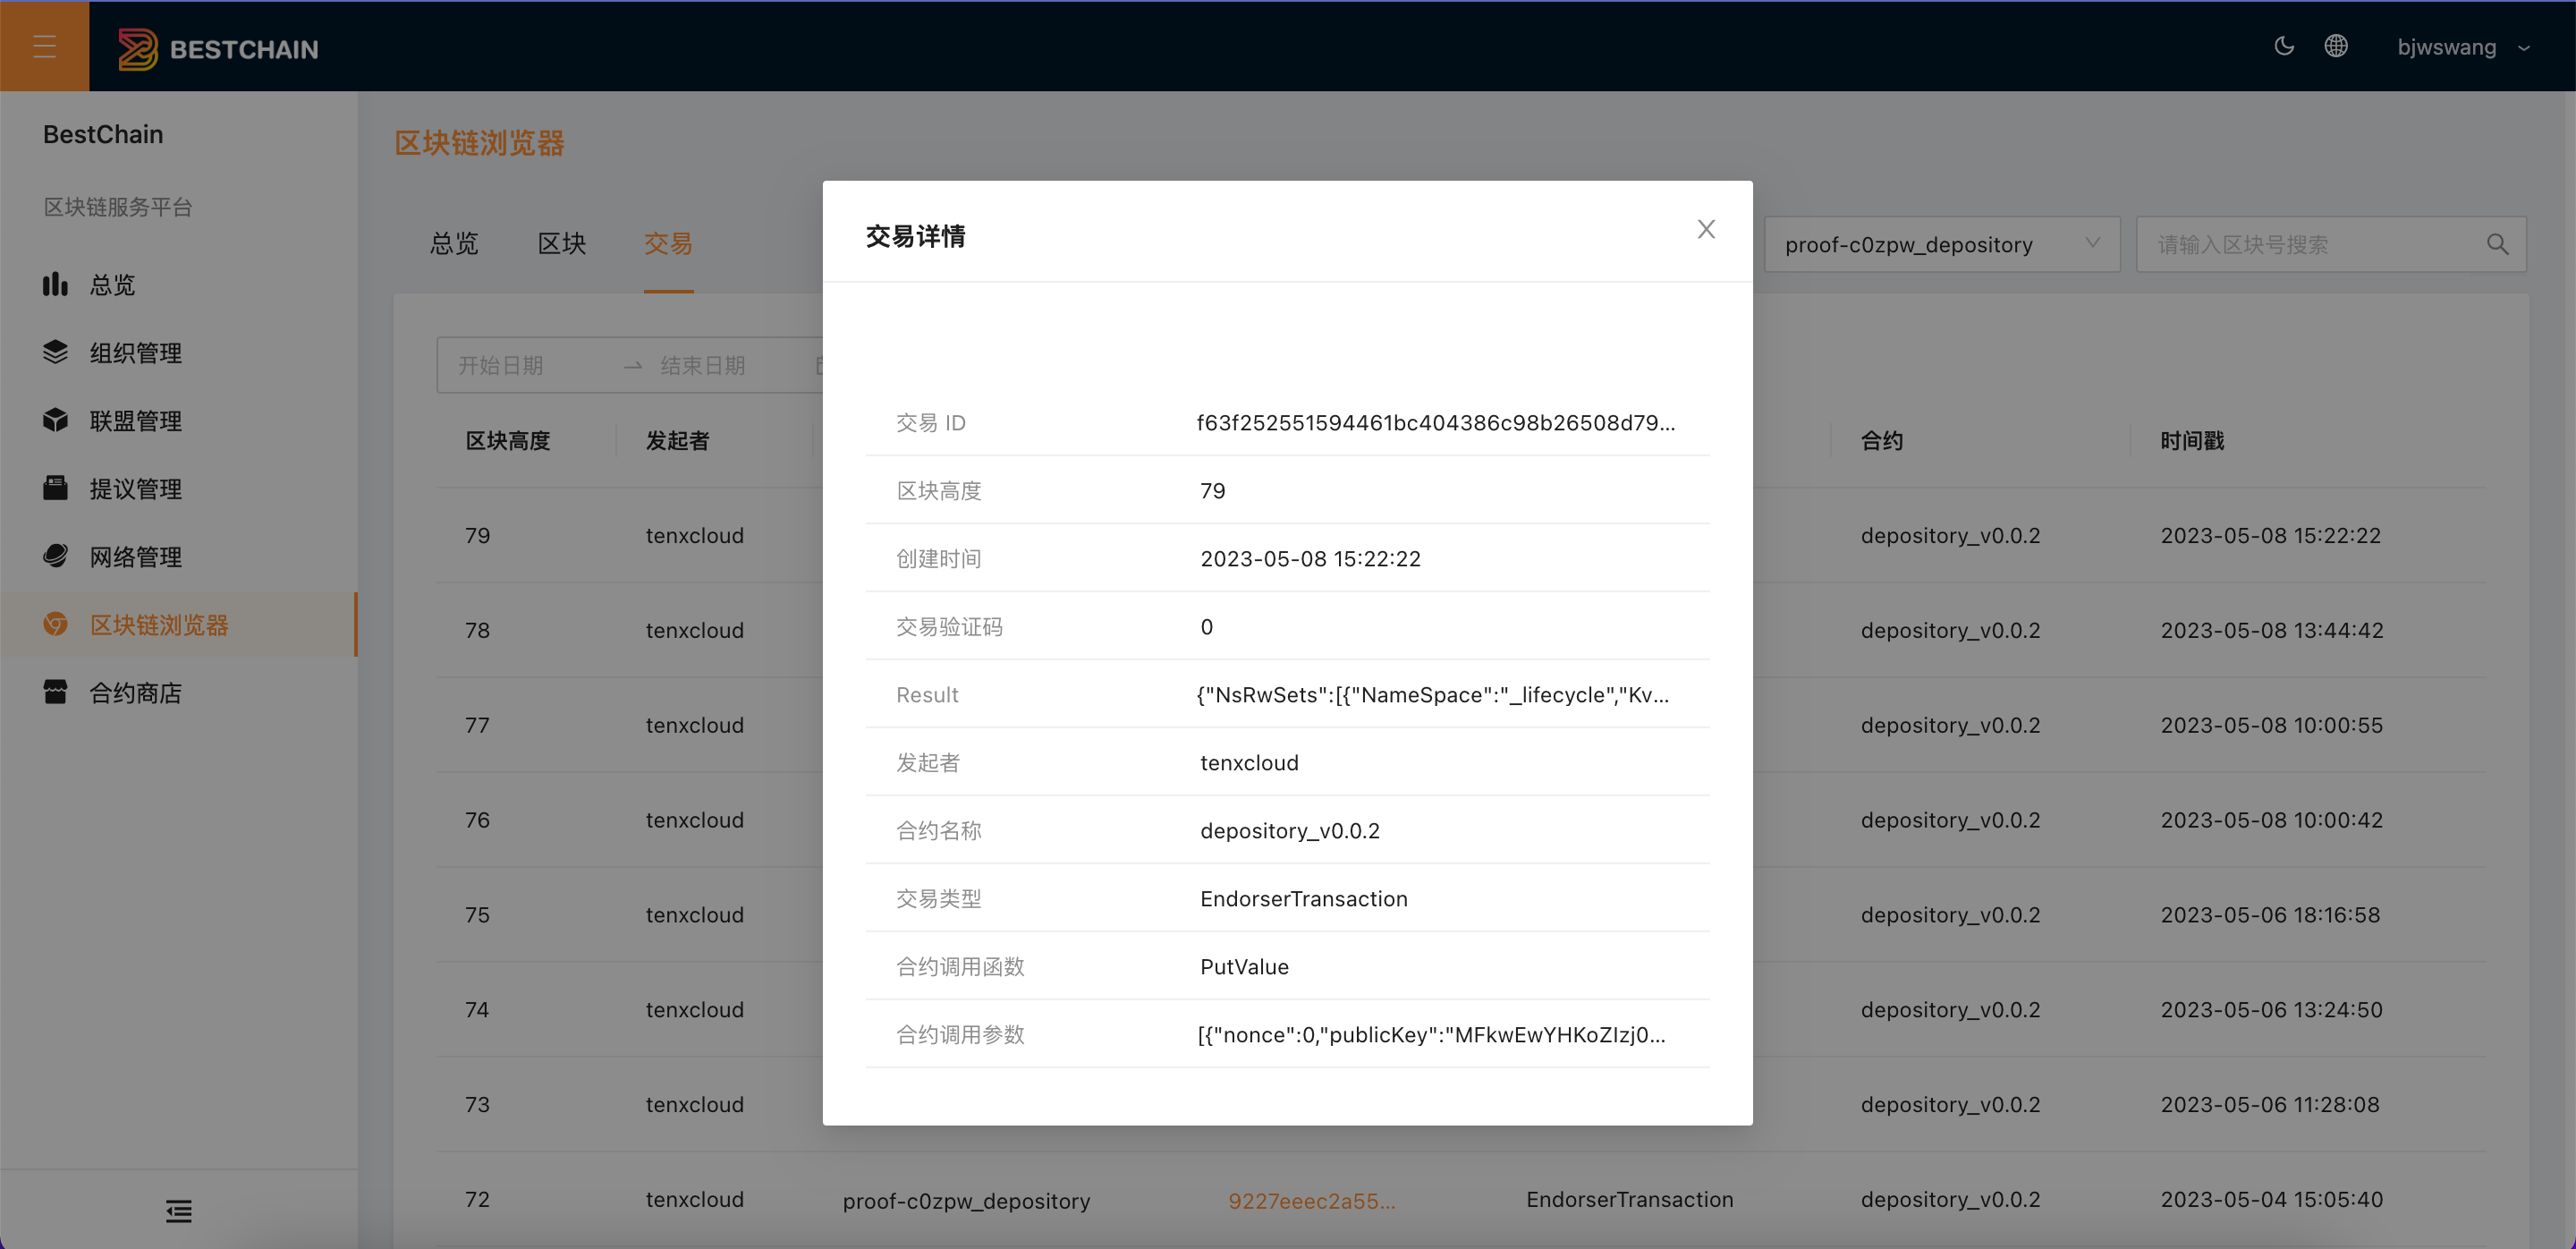 BESTCHAIN
bjwswang
BestChain
区块链服务平台
总览
组织管理
联盟管理
提议管理
网络管理
区块链浏览器
合约商店
区块链浏览器
总览 区块 交易
proof-c0zpw_depository
请输入区块号搜索
开始日期 结束日期
区块高度 发起者 合约 时间戳
79 tenxcloud depository_v0.0.2 2023-05-08 15:22:22
78 tenxcloud depository_v0.0.2 2023-05-08 13:44:42
77 tenxcloud depository_v0.0.2 2023-05-08 10:00:55
76 tenxcloud depository_v0.0.2 2023-05-08 10:00:42
75 tenxcloud depository_v0.0.2 2023-05-06 18:16:58
74 tenxcloud depository_v0.0.2 2023-05-06 13:24:50
73 tenxcloud depository_v0.0.2 2023-05-06 11:28:08
72 tenxcloud proof-c0zpw_depository 9227eeec2a55... EndorserTransaction depository_v0.0.2 2023-05-04 15:05:40
交易详情
交易 ID f63f252551594461bc404386c98b26508d79...
区块高度 79
创建时间 2023-05-08 15:22:22
交易验证码 0
Result {"NsRwSets":[{"NameSpace":"_lifecycle","Kv...
发起者 tenxcloud
合约名称 depository_v0.0.2
交易类型 EndorserTransaction
合约调用函数 PutValue
合约调用参数 [{"nonce":0,"publicKey":"MFkwEwYHKoZIzj0...